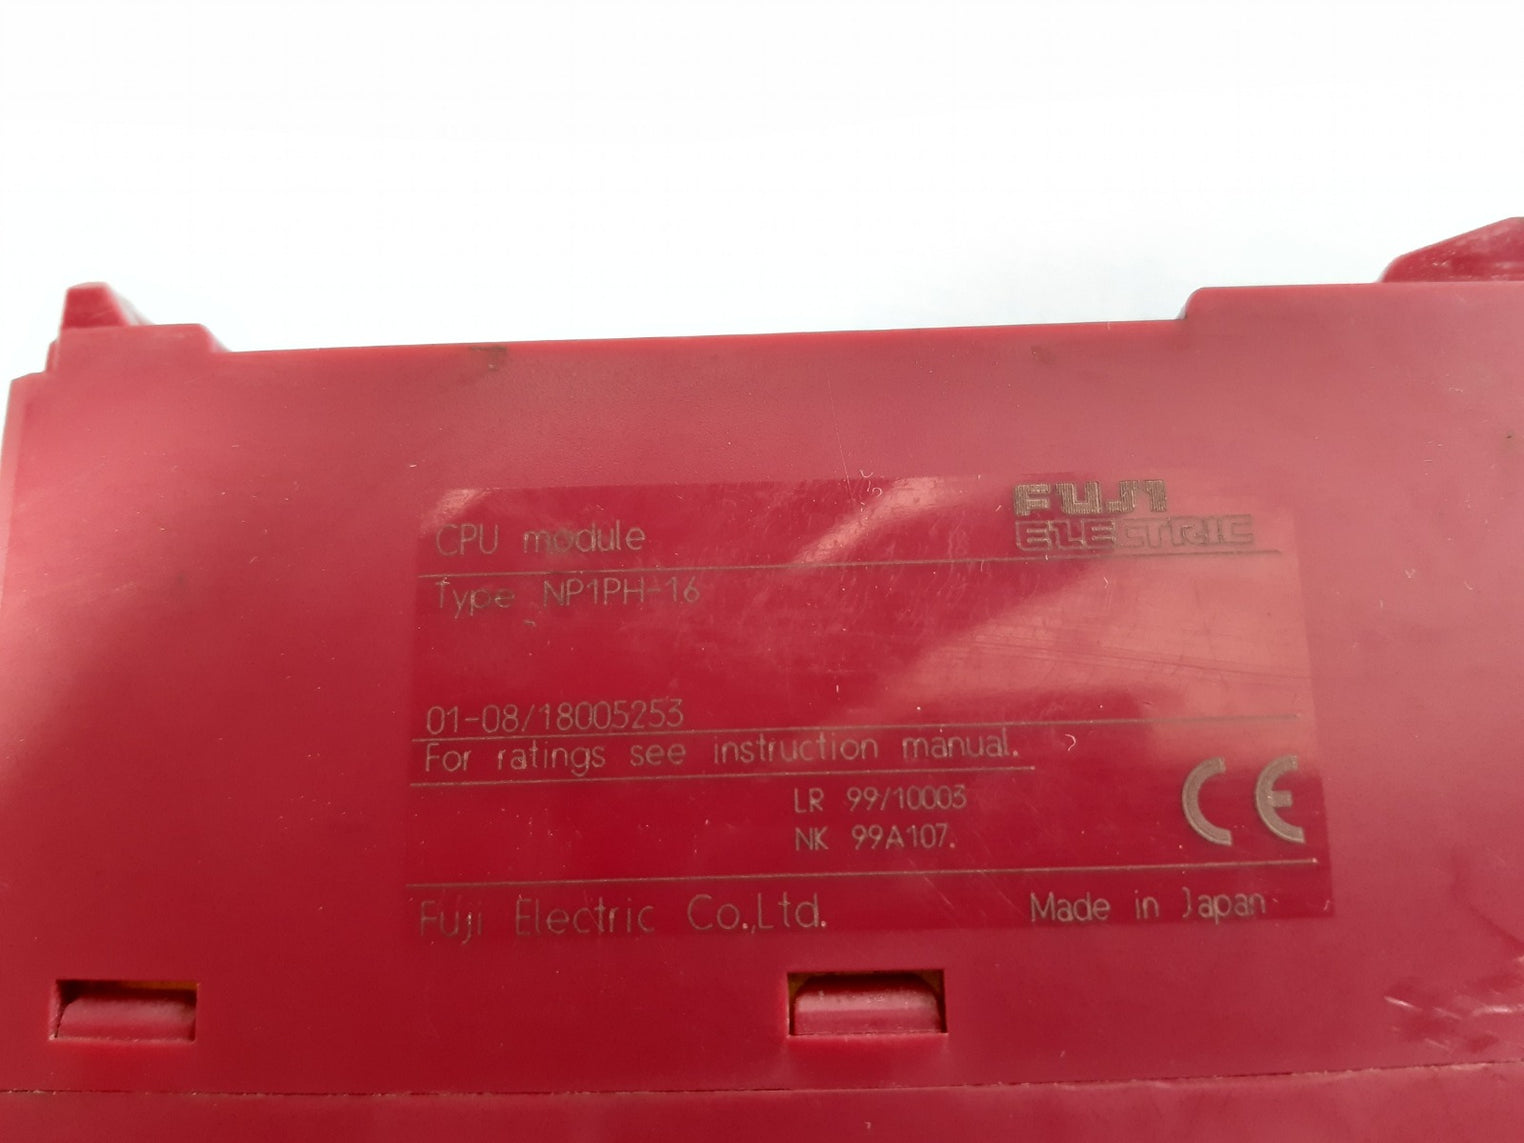 CPU module
FUJI
ELECTRIC
Type NP1PH-16
01-08/18005253
For ratings see instruction manual.
LR 99/10003
NK 99A107.
CE
Fuji Electric Co.,Ltd.
Made in Japan